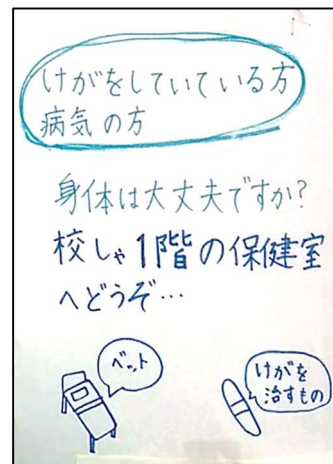 けがをしていている方
病気の方
身体は大丈夫ですか?
校しゃ1階の保健室
へどうぞ…
ベット
けがを
治すもの